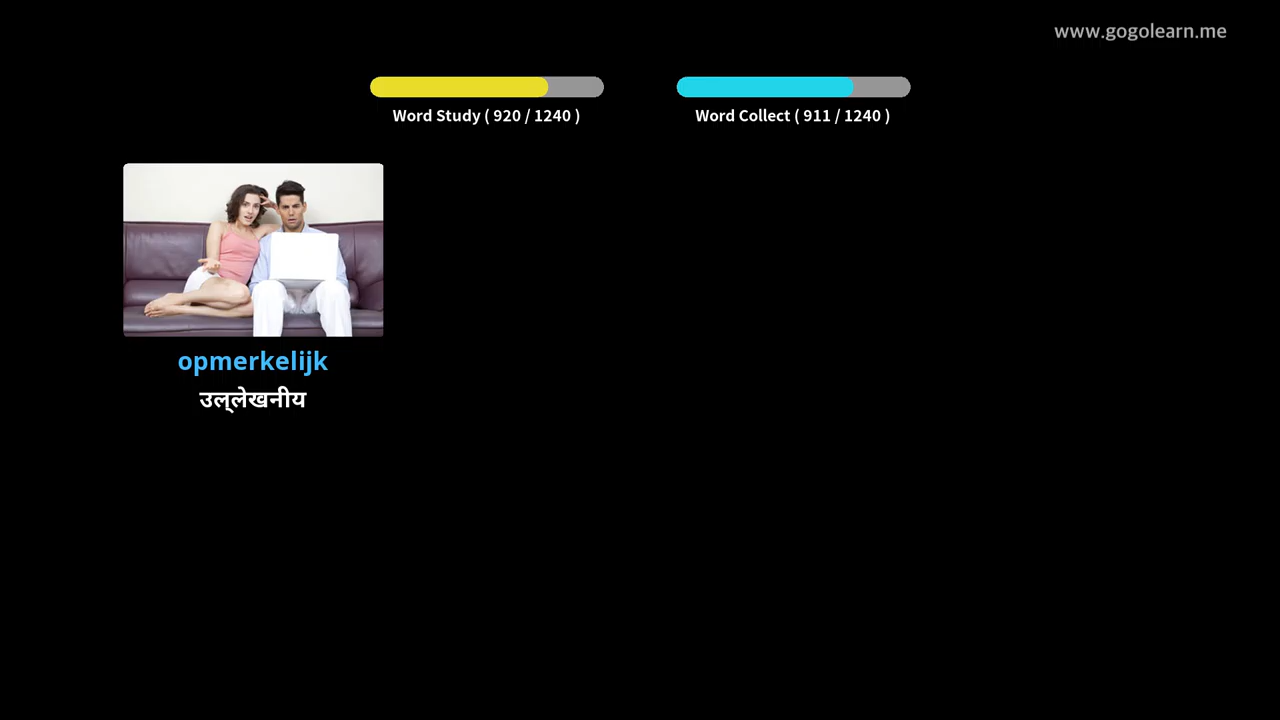 www.gogolearn.me
Word Study ( 920 / 1240 )
Word Collect ( 911 / 1240 )
opmerkelijk
उल्लेखनीय